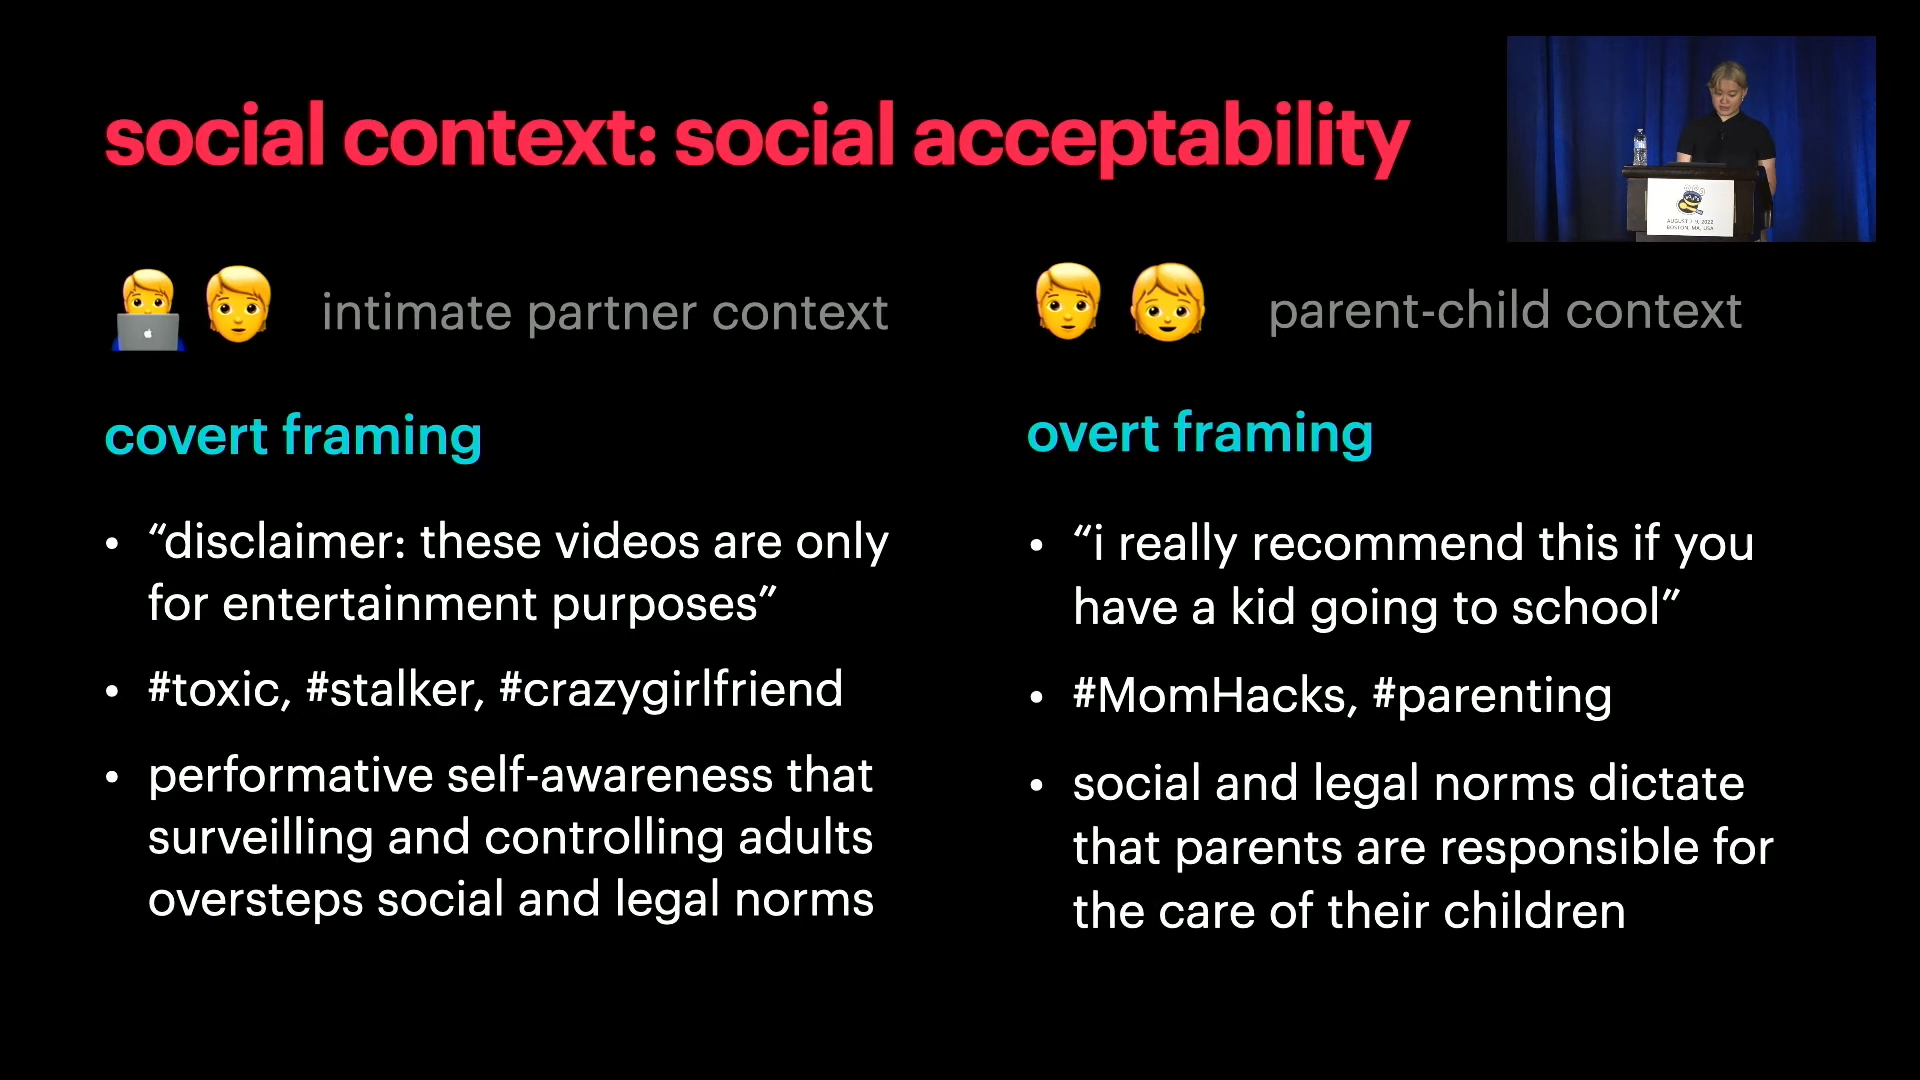 social context: social acceptability
intimate partner context
covert framing
• “disclaimer: these videos are only
for entertainment purposes”
• #toxic, #stalker, #crazygirlfriend
• performative self-awareness that
surveilling and controlling adults
oversteps social and legal norms
parent-child context
overt framing
• “i really recommend this if you
have a kid going to school”
• #MomHacks, #parenting
• social and legal norms dictate
that parents are responsible for
the care of their children
BOSTON, MA, USA